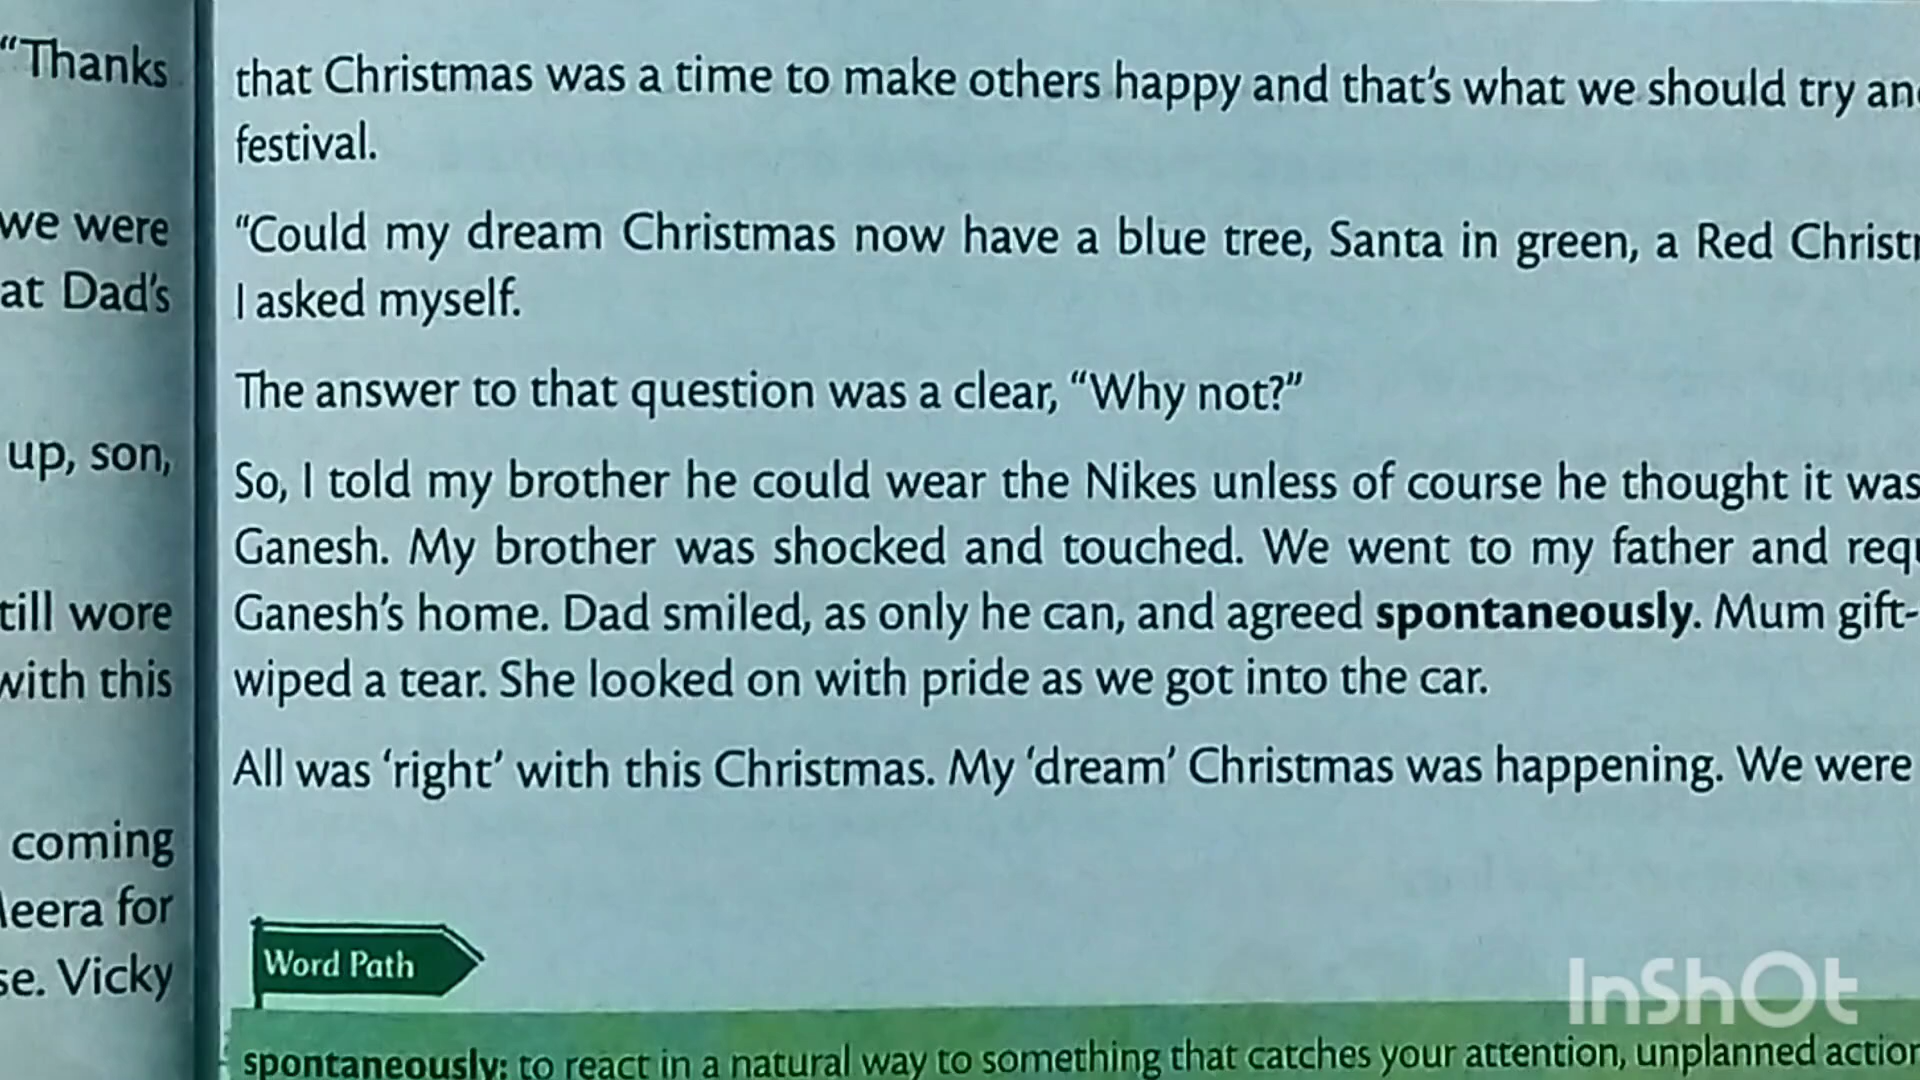 “Thanks
we were
at Dad’s
up, son,
still wore
with this
coming
Meera for
Vicky
that Christmas was a time to make others happy and that’s what we should try and
festival.
“Could my dream Christmas now have a blue tree, Santa in green, a Red
I asked myself.
The answer to that question was a clear, “Why not?”
So, I told my brother he could wear the Nikes unless of course he thought it was
Ganesh. My brother was shocked and touched. We went to my father and
Ganesh’s home. Dad smiled, as only he can, and agreed spontaneously. Mum gift-
wiped a tear. She looked on with pride as we got into the car.
All was ‘right’ with this Christmas. My ‘dream’ Christmas was happening. We were
Word Path
spontaneously: to react in a natural way to something that catches your attention, unplanned
InShOt